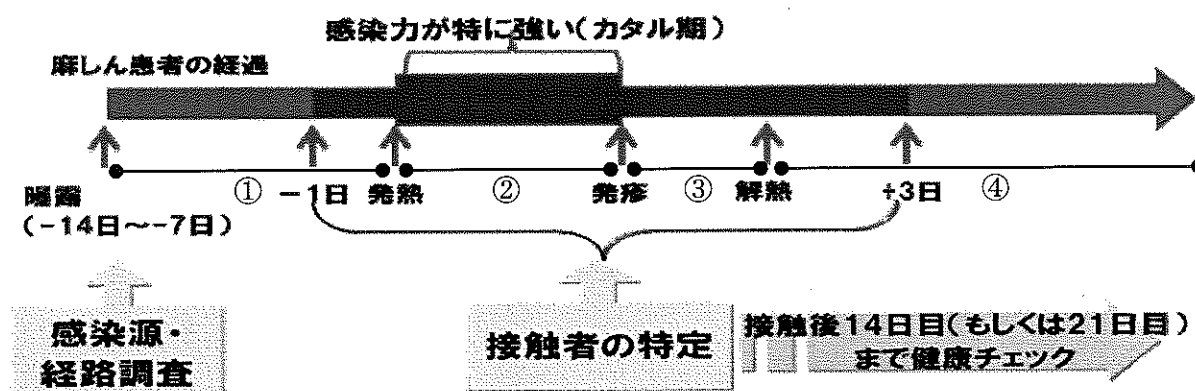 感染力が特に強い(カタル期)
麻しん患者の経過
① -1日 発熱 ② 発疹 ③ 解熱 +3日 ④
曝露
(-14日~-7日)
感染源・
経路調査
接触者の特定
接触後14日目(もしくは21日目)
まで健康チェック